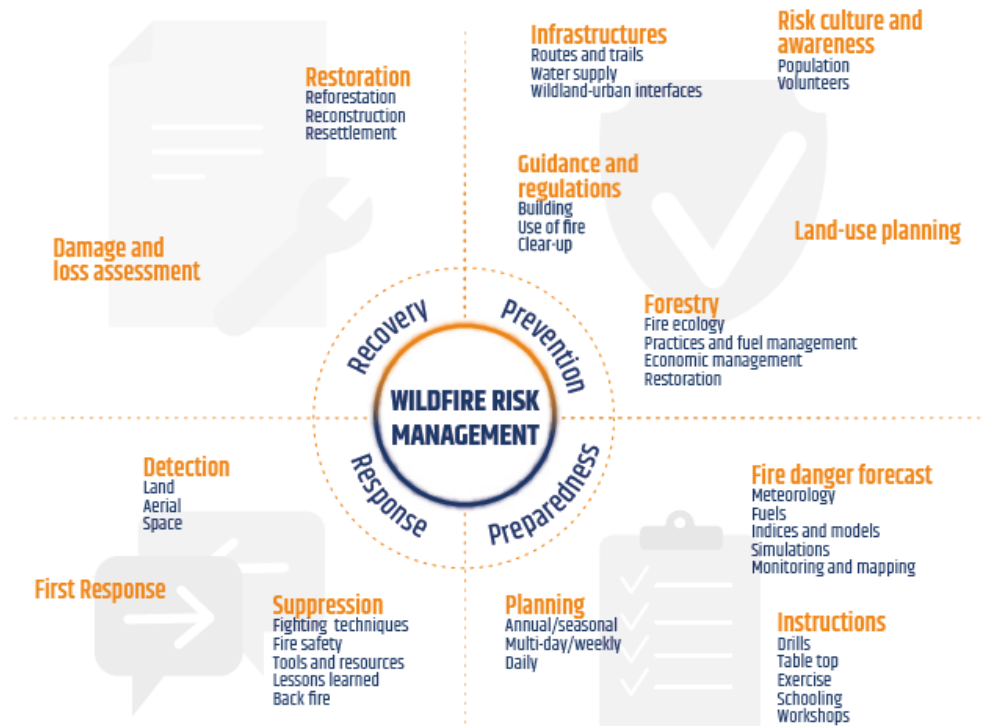 Restoration
Reforestation
Reconstruction
Resettlement
Damage and
loss assessment
Infrastructures
Routes and trails
Water supply
Wildland-urban interfaces
Risk culture and
awareness
Population
Volunteers
Guidance and
regulations
Building
Use of fire
Clear-up
Land-use planning
Forestry
Fire ecology
Practices and fuel management
Economic management
Restoration
Recovery
Prevention
WILDFIRE RISK
MANAGEMENT
Response
Preparedness
Detection
Land
Aerial
Space
First Response
Suppression
Fighting techniques
Fire safety
Tools and resources
Lessons learned
Back fire
Planning
Annual/seasonal
Multi-day/weekly
Daily
Fire danger forecast
Meteorology
Fuels
Indices and models
Simulations
Monitoring and mapping
Instructions
Drills
Table top
Exercise
Schooling
Workshops